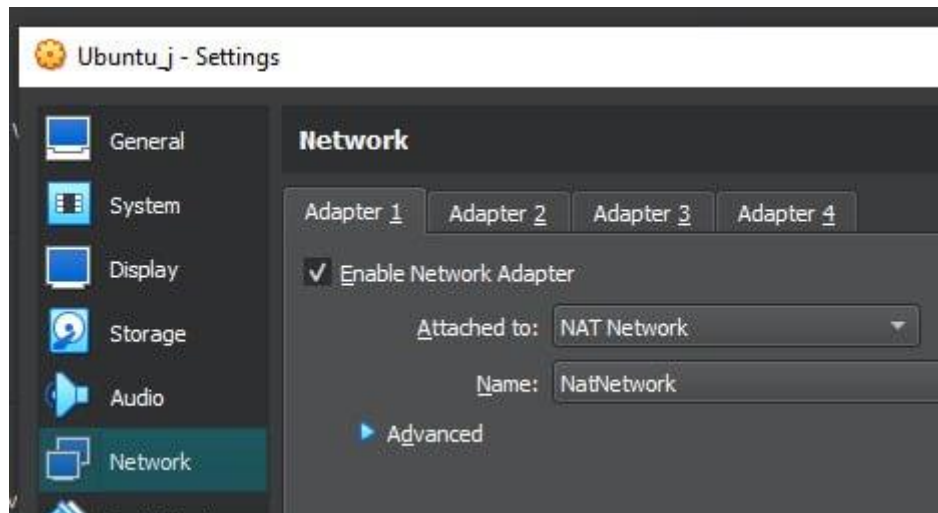 Ubuntu_j - Settings
General
System
Display
Storage
Audio
Network
Network
Adapter 1 Adapter 2 Adapter 3 Adapter 4
Enable Network Adapter
Attached to: NAT Network
Name: NatNetwork
Advanced